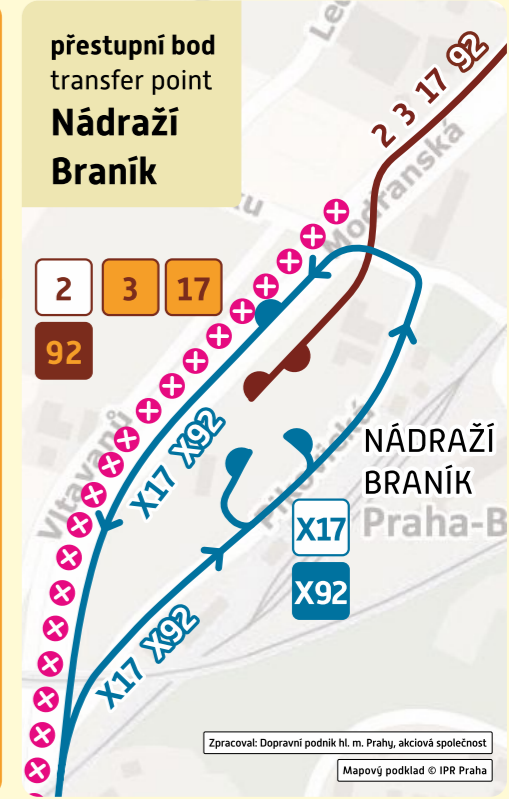 přestupní bod
transfer point
Nádraží
Braník
2 3 17 92
Modřanská
2
3
17
92
X17 X92
NÁDRAŽÍ
BRANÍK
Praha-B
X17
X92
Vltavanů
X17 X92
Zpracoval: Dopravní podnik hl. m. Prahy, akciová společnost
Mapový podklad © IPR Praha